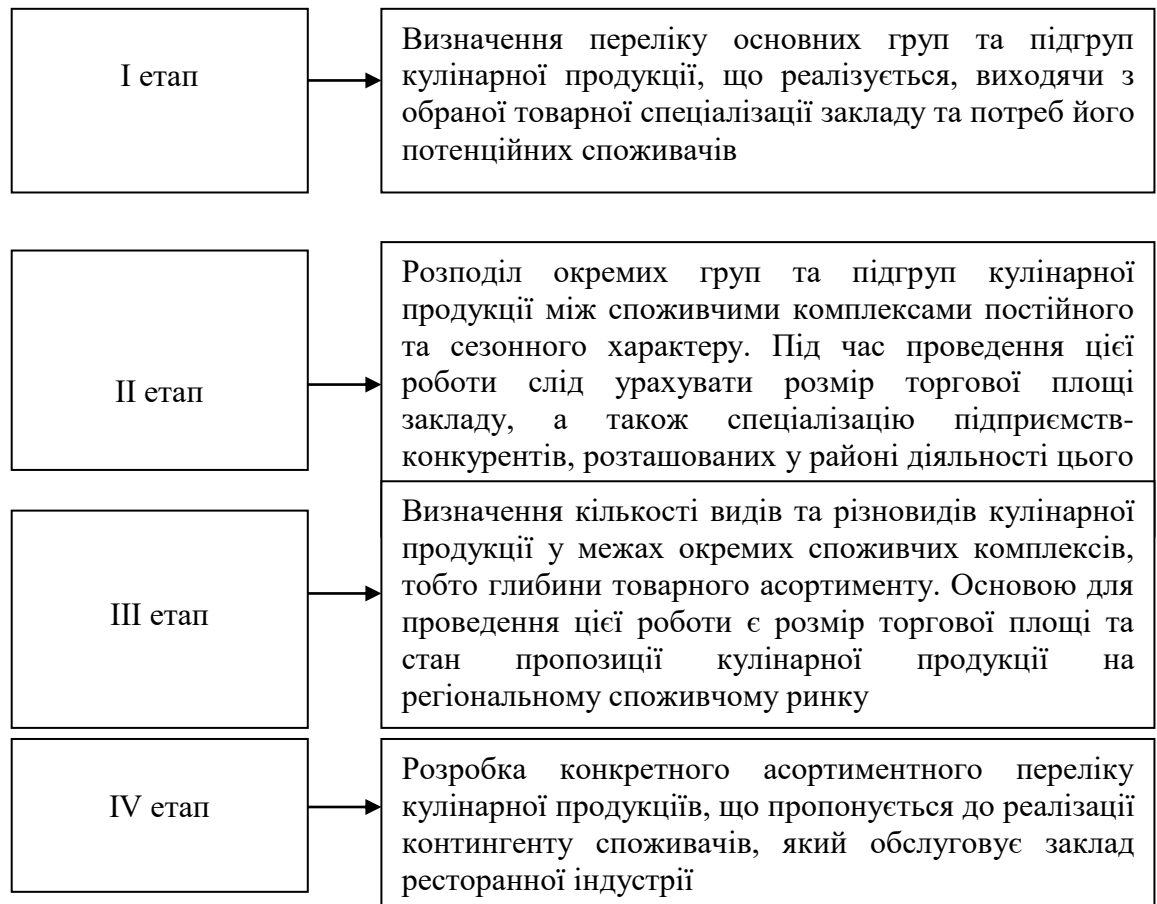 І етап
Визначення переліку основних груп та підгруп
кулінарної продукції, що реалізується, виходячи з
обраної товарної спеціалізації закладу та потреб його
потенційних споживачів
ІІ етап
Розподіл окремих груп та підгруп кулінарної
продукції між споживчими комплексами постійного
та сезонного характеру. Під час проведення цієї
роботи слід урахувати розмір торгової площі
закладу, а також спеціалізацію підприємств-
конкурентів, розташованих у районі діяльності цього
ІІІ етап
Визначення кількості видів та різновидів кулінарної
продукції у межах окремих споживчих комплексів,
тобто глибини товарного асортименту. Основою для
проведення цієї роботи є розмір торгової площі та
стан пропозиції кулінарної продукції на
регіональному споживчому ринку
IV етап
Розробка конкретного асортиментного переліку
кулінарної продукціїв, що пропонується до реалізації
контингенту споживачів, який обслуговує заклад
ресторанної індустрії